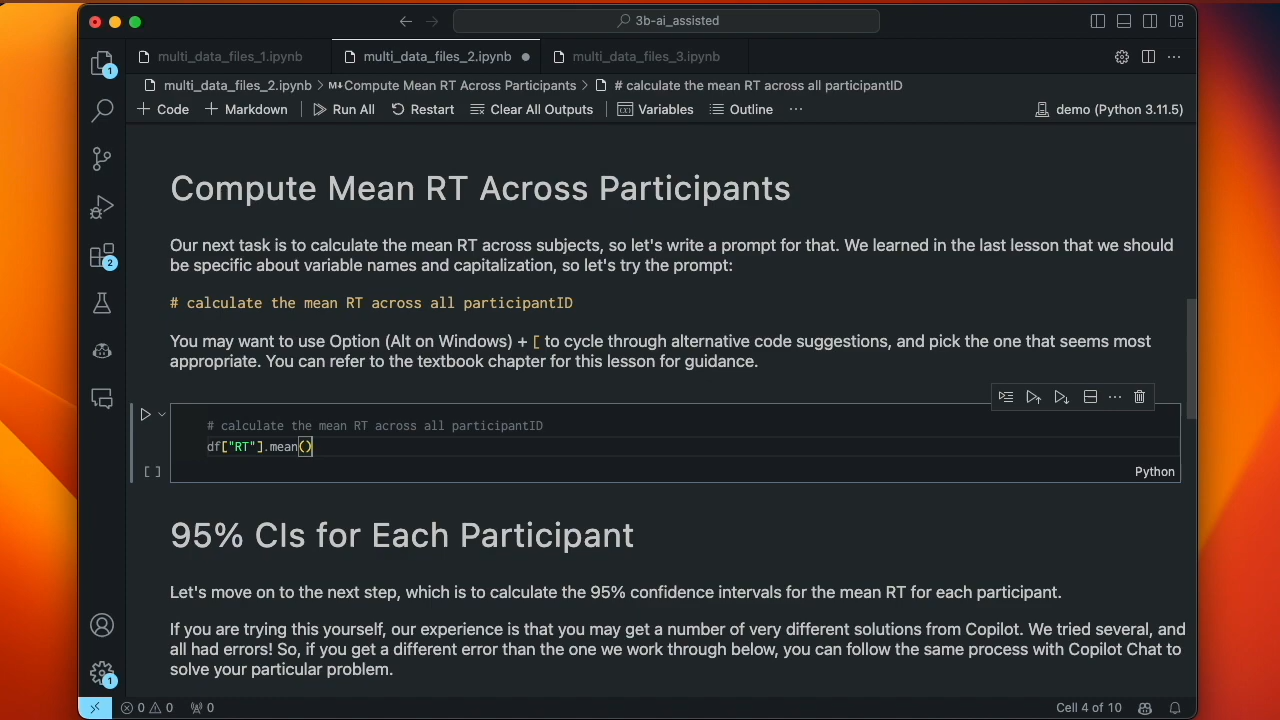 3b-ai_assisted
multi_data_files_1.ipynb
multi_data_files_2.ipynb
multi_data_files_3.ipynb
multi_data_files_2.ipynb > M↓ Compute Mean RT Across Participants > # calculate the mean RT across all participantID
+ Code + Markdown Run All Restart Clear All Outputs Variables Outline ··· demo (Python 3.11.5)
Compute Mean RT Across Participants
Our next task is to calculate the mean RT across subjects, so let's write a prompt for that. We learned in the last lesson that we should
be specific about variable names and capitalization, so let's try the prompt:
# calculate the mean RT across all participantID
You may want to use Option (Alt on Windows) + [ to cycle through alternative code suggestions, and pick the one that seems most
appropriate. You can refer to the textbook chapter for this lesson for guidance.
# calculate the mean RT across all participantID
df["RT"].mean()
[ ]
Python
95% CIs for Each Participant
Let's move on to the next step, which is to calculate the 95% confidence intervals for the mean RT for each participant.
If you are trying this yourself, our experience is that you may get a number of very different solutions from Copilot. We tried several, and
all had errors! So, if you get a different error than the one we work through below, you can follow the same process with Copilot Chat to
solve your particular problem.
1
2
1
0 0 0
Cell 4 of 10